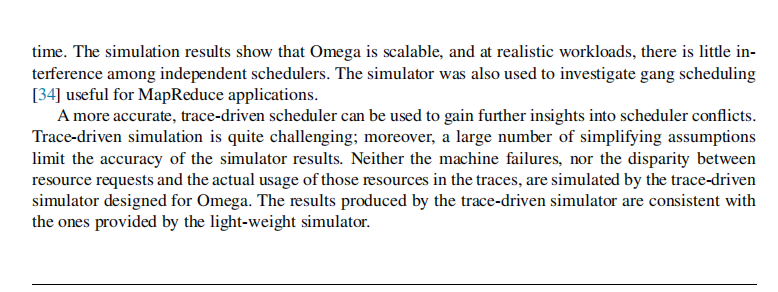 time. The simulation results show that Omega is scalable, and at realistic workloads, there is little in-
terference among independent schedulers. The simulator was also used to investigate gang scheduling
[34] useful for MapReduce applications.
A more accurate, trace-driven scheduler can be used to gain further insights into scheduler conflicts.
Trace-driven simulation is quite challenging; moreover, a large number of simplifying assumptions
limit the accuracy of the simulator results. Neither the machine failures, nor the disparity between
resource requests and the actual usage of those resources in the traces, are simulated by the trace-driven
simulator designed for Omega. The results produced by the trace-driven simulator are consistent with
the ones provided by the light-weight simulator.